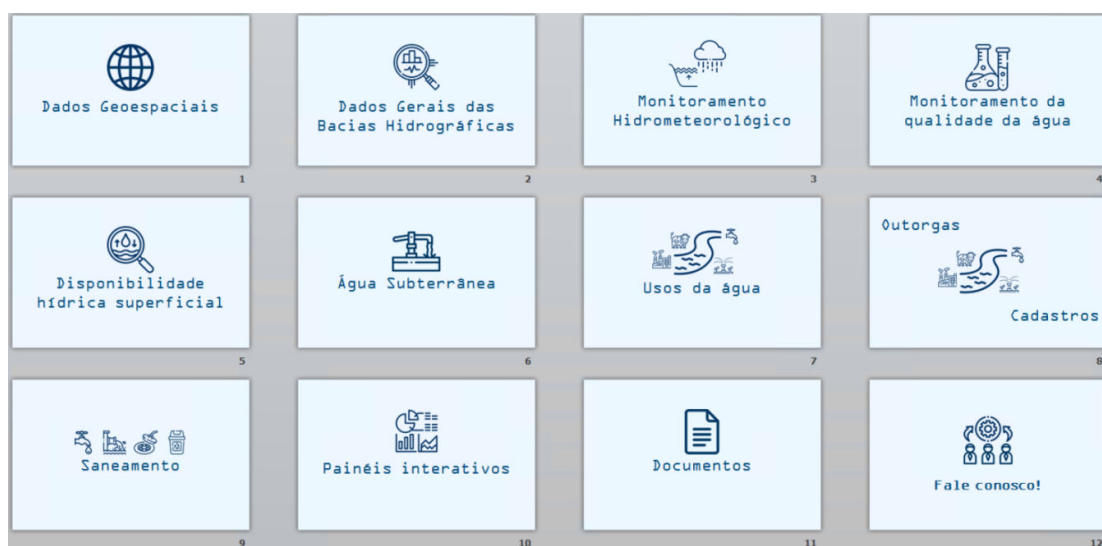 Dados Geoespaciais
1
Dados Gerais das
Bacias Hidrográficas
2
Monitoramento
Hidrometeorológico
3
Monitoramento da
qualidade da água
4
Disponibilidade
hídrica superficial
5
Água Subterrânea
6
Usos da água
7
Outorgas
Cadastros
8
Saneamento
9
Painéis interativos
10
Documentos
11
Fale conosco!
12